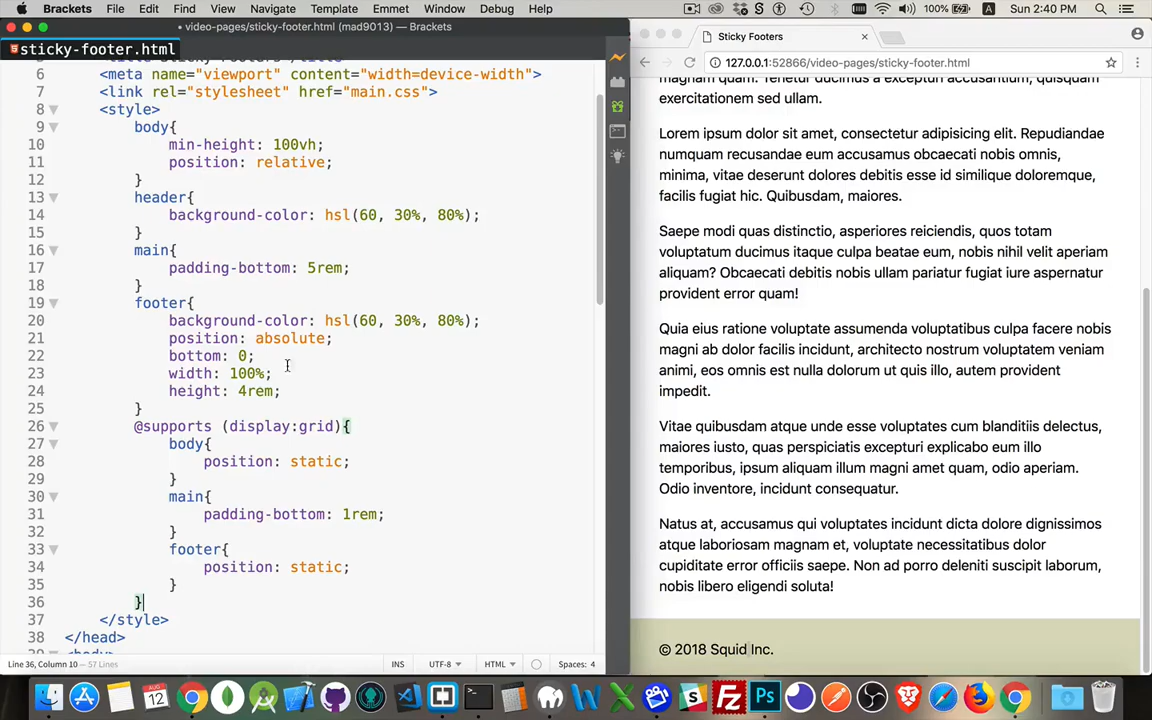 Brackets File Edit Find View Navigate Template Emmet Window Debug Help 100% A Sun 2:40 PM
video-pages/sticky-footer.html (mad9013) — Brackets
sticky-footer.html
6 <meta name="viewport" content="width=device-width">
7 <link rel="stylesheet" href="main.css">
8 <style>
9 body{
10 min-height: 100vh;
11 position: relative;
12 }
13 header{
14 background-color: hsl(60, 30%, 80%);
15 }
16 main{
17 padding-bottom: 5rem;
18 }
19 footer{
20 background-color: hsl(60, 30%, 80%);
21 position: absolute;
22 bottom: 0;
23 width: 100%;
24 height: 4rem;
25 }
26 @supports (display:grid){
27 body{
28 position: static;
29 }
30 main{
31 padding-bottom: 1rem;
32 }
33 footer{
34 position: static;
35 }
36 }
37 </style>
38 </head>
Line 36, Column 10 — 57 Lines
INS UTF-8 HTML Spaces: 4
Sticky Footers
127.0.0.1:52866/video-pages/sticky-footer.html
magnam quam. Tenetur ducimus a excepturi accusantium, quisquam
exercitationem sed ullam.
Lorem ipsum dolor sit amet, consectetur adipisicing elit. Repudiandae
numquam recusandae eum accusamus obcaecati nobis omnis,
minima, vitae deserunt dolores debitis esse id similique doloremque,
facilis fugiat hic. Quibusdam, maiores.
Saepe modi quas distinctio, asperiores reiciendis, quos totam
voluptatum ducimus itaque culpa beatae eum, nobis nihil velit aperiam
aliquam? Obcaecati debitis nobis ullam pariatur fugiat iure aspernatur
provident error quam!
Quia eius ratione voluptate assumenda voluptatibus culpa facere nobis
magni ab dolor facilis incidunt, architecto nostrum voluptatem veniam
animi, eos omnis est nulla dolorum ut quis illo, autem provident
impedit.
Vitae quibusdam atque unde esse voluptates cum blanditiis delectus,
maiores iusto, quas perspiciatis excepturi explicabo eum illo
temporibus, ipsum aliquam illum magni amet quam, odio aperiam.
Odio inventore, incidunt consequatur.
Natus at, accusamus qui voluptates incidunt dicta dolore dignissimos
atque laboriosam magnam et, voluptate necessitatibus dolor
cupiditate error officiis saepe. Non ad porro deleniti suscipit laborum,
nobis libero eligendi soluta!
© 2018 Squid Inc.
AUG
12